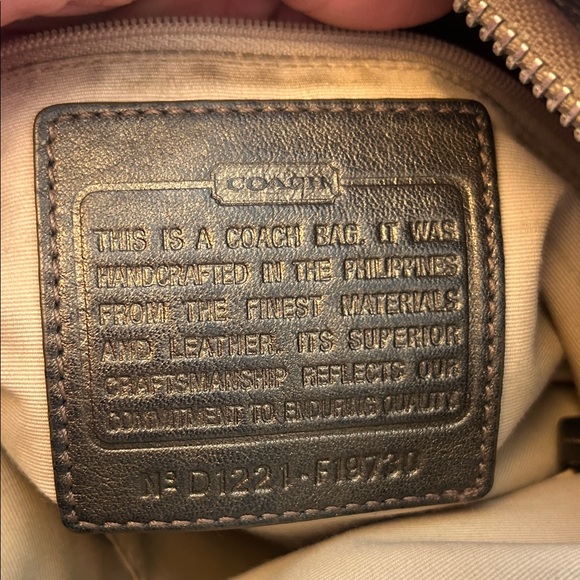 COACH
THIS IS A COACH BAG. IT WAS
HANDCRAFTED IN THE PHILIPPINES
FROM THE FINEST MATERIALS
AND LEATHER. ITS SUPERIOR
CRAFTSMANSHIP REFLECTS OUR
COMMITMENT TO ENDURING QUALITY
Nº D1221-F19730